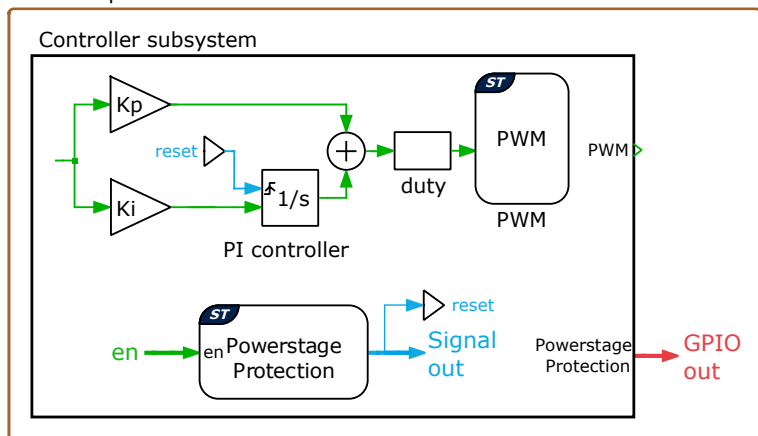 Controller subsystem
Kp
ST
PWM
reset
PWM
+
duty
1/s
Ki
PWM
PI controller
ST
reset
en
en
Powerstage
Protection
Signal
out
Powerstage
Protection
GPIO
out